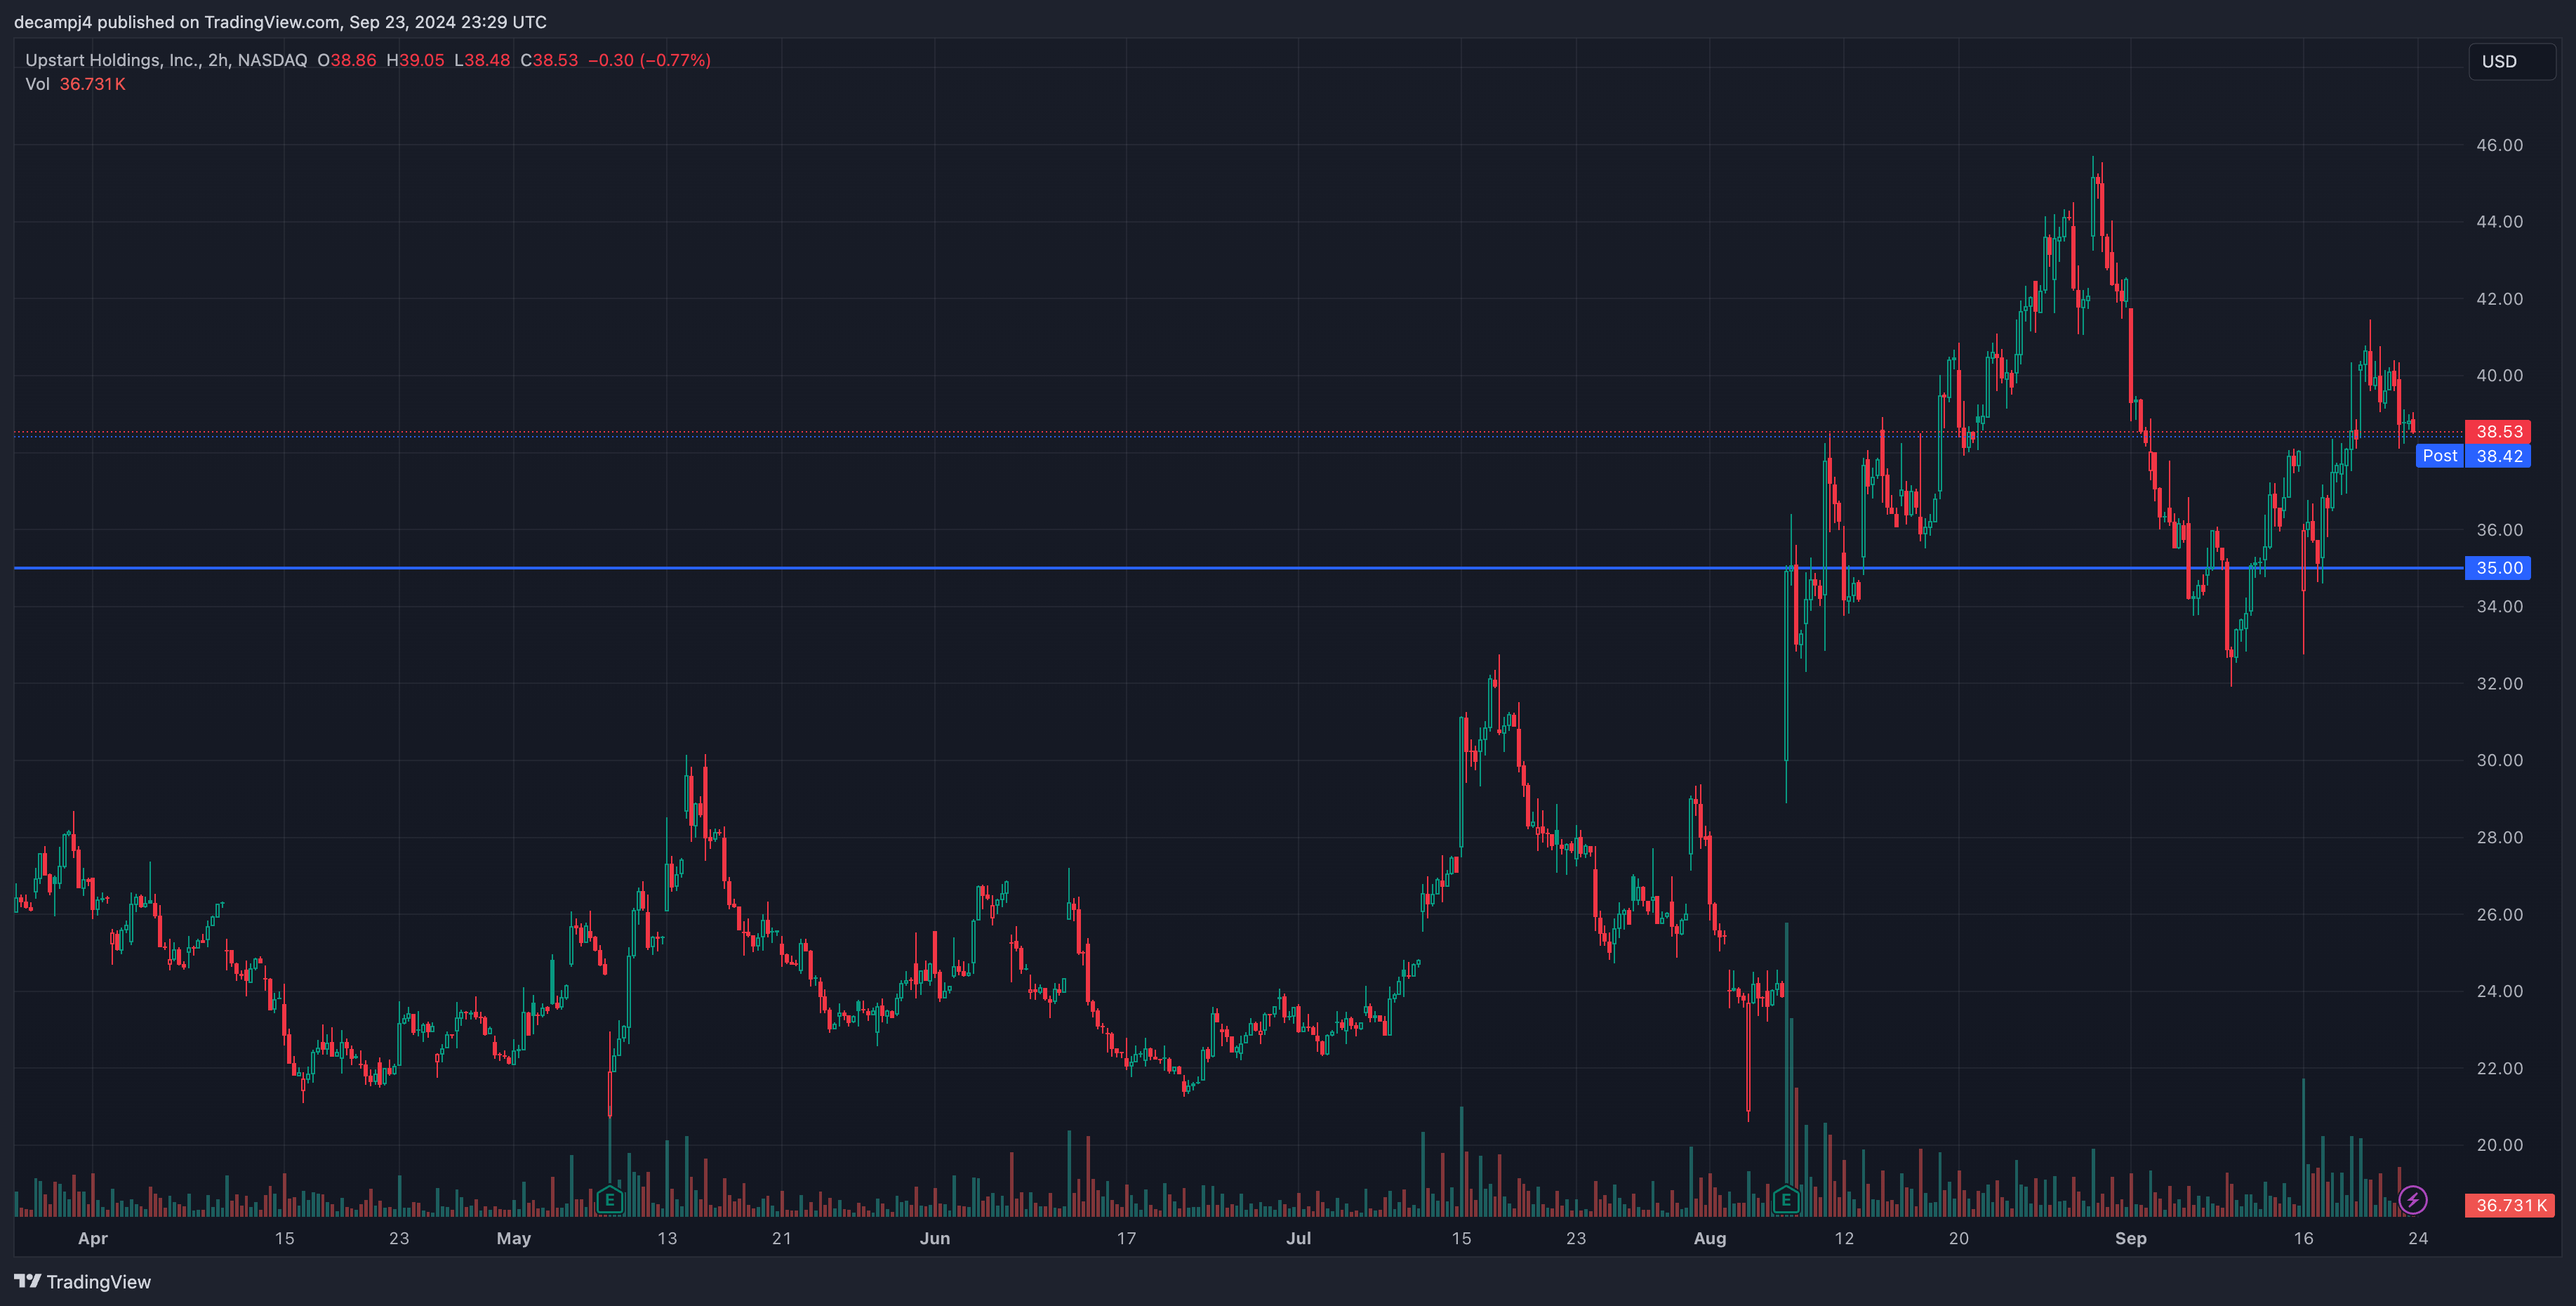 decampj4 published on TradingView.com, Sep 23, 2024 23:29 UTC
Upstart Holdings, Inc., 2h, NASDAQ O38.86 H39.05 L38.48 C38.53 −0.30 (−0.77%)
Vol 36.731K
USD
46.00
44.00
42.00
40.00
38.53
Post 38.42
36.00
35.00
34.00
32.00
30.00
28.00
26.00
24.00
22.00
20.00
E E
36.731K
Apr 15 23 May 13 21 Jun 17 Jul 15 23 Aug 12 20 Sep 16 24
TradingView